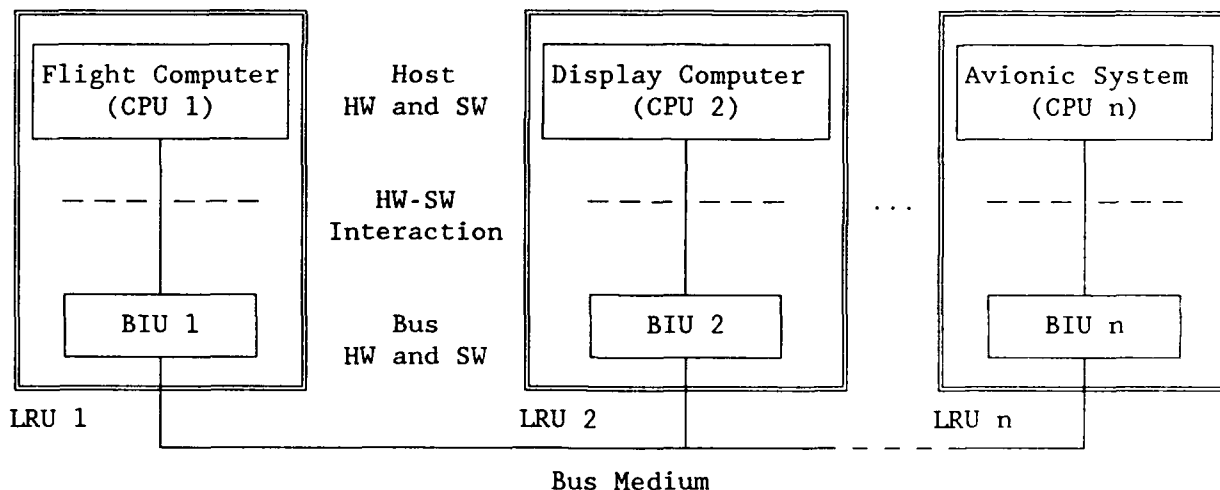 Flight Computer
(CPU 1)
Host
HW and SW
Display Computer
(CPU 2)
Avionic System
(CPU n)
HW-SW
Interaction
...
BIU 1
Bus
HW and SW
BIU 2
BIU n
LRU 1
LRU 2
LRU n
Bus Medium